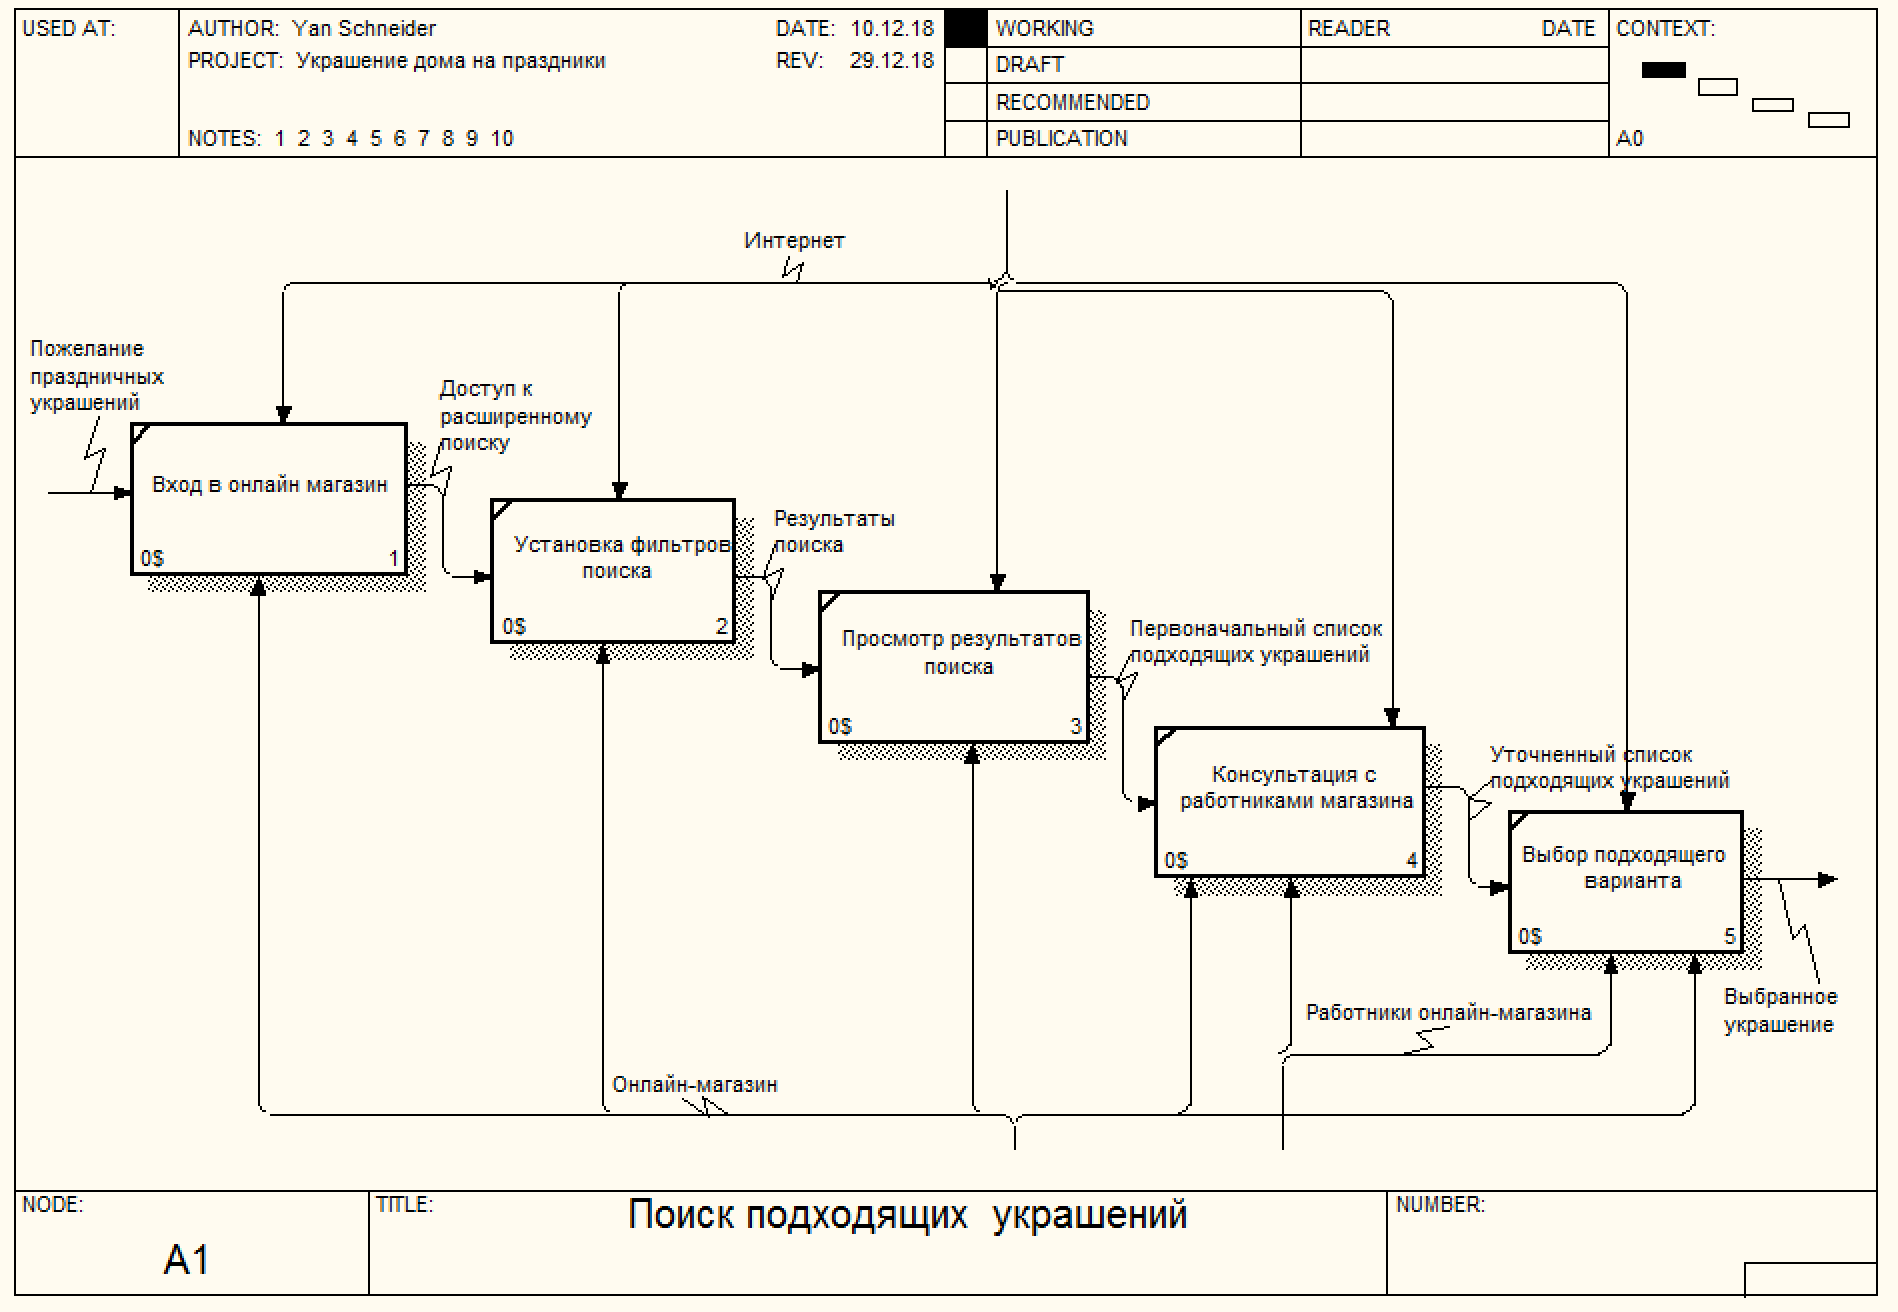 USED AT:
AUTHOR: Yan Schneider
DATE: 10.12.18
WORKING
READER
DATE
CONTEXT:
PROJECT: Украшение дома на праздники
REV: 29.12.18
DRAFT
RECOMMENDED
NOTES: 1 2 3 4 5 6 7 8 9 10
PUBLICATION
A0
Интернет
Пожелание
праздничных
украшений
Доступ к
расширенному
поиску
Вход в онлайн магазин
0$
1
Установка фильтров
поиска
0$
2
Результаты
поиска
Просмотр результатов
поиска
0$
3
Первоначальный список
подходящих украшений
Консультация с
работниками магазина
0$
4
Уточненный список
подходящих украшений
Выбор подходящего
варианта
0$
5
Выбранное
украшение
Работники онлайн-магазина
Онлайн-магазин
NODE:
A1
TITLE:
Поиск подходящих украшений
NUMBER: